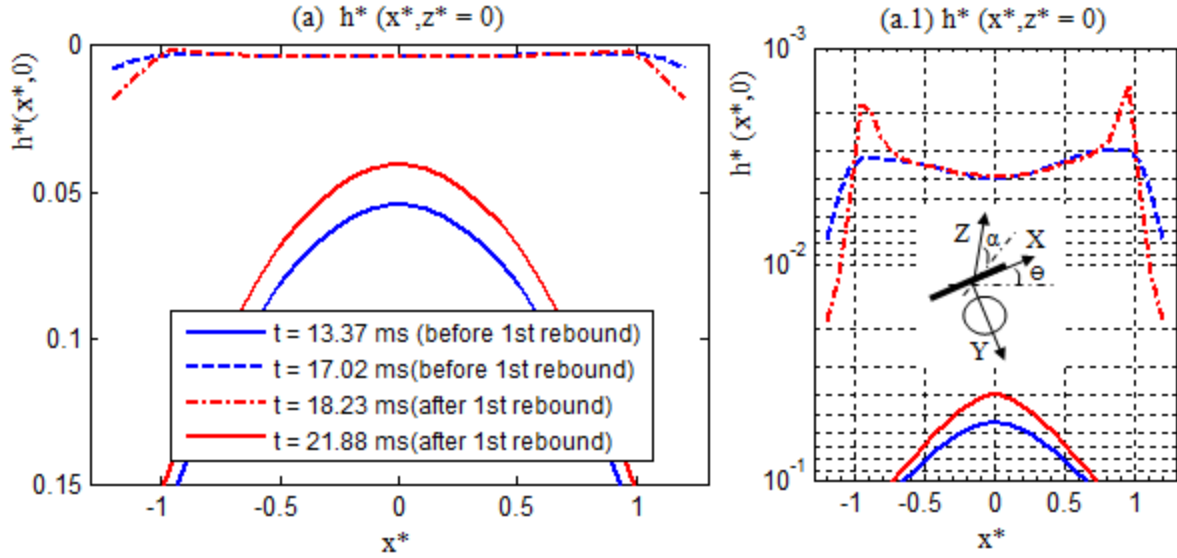 (a) h* (x*,z* = 0)
h*(x*,0)
0
0.05
0.1
0.15
t = 13.37 ms (before 1st rebound)
t = 17.02 ms(before 1st rebound)
t = 18.23 ms(after 1st rebound)
t = 21.88 ms(after 1st rebound)
-1
-0.5
0
0.5
1
x*
(a.1) h* (x*,z* = 0)
h* (x*,0)
10-3
10-2
10-1
Z
α
X
Θ
Y
-1
-0.5
0
0.5
1
x*